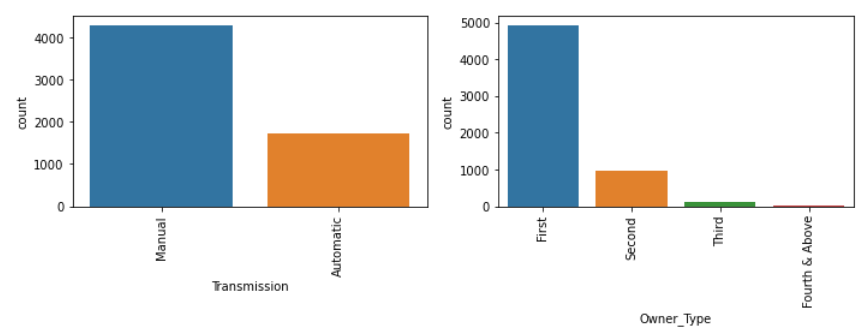 4000
3000
2000
1000
0
count
Manual
Automatic
Transmission
5000
4000
3000
2000
1000
0
count
First
Second
Third
Fourth & Above
Owner_Type